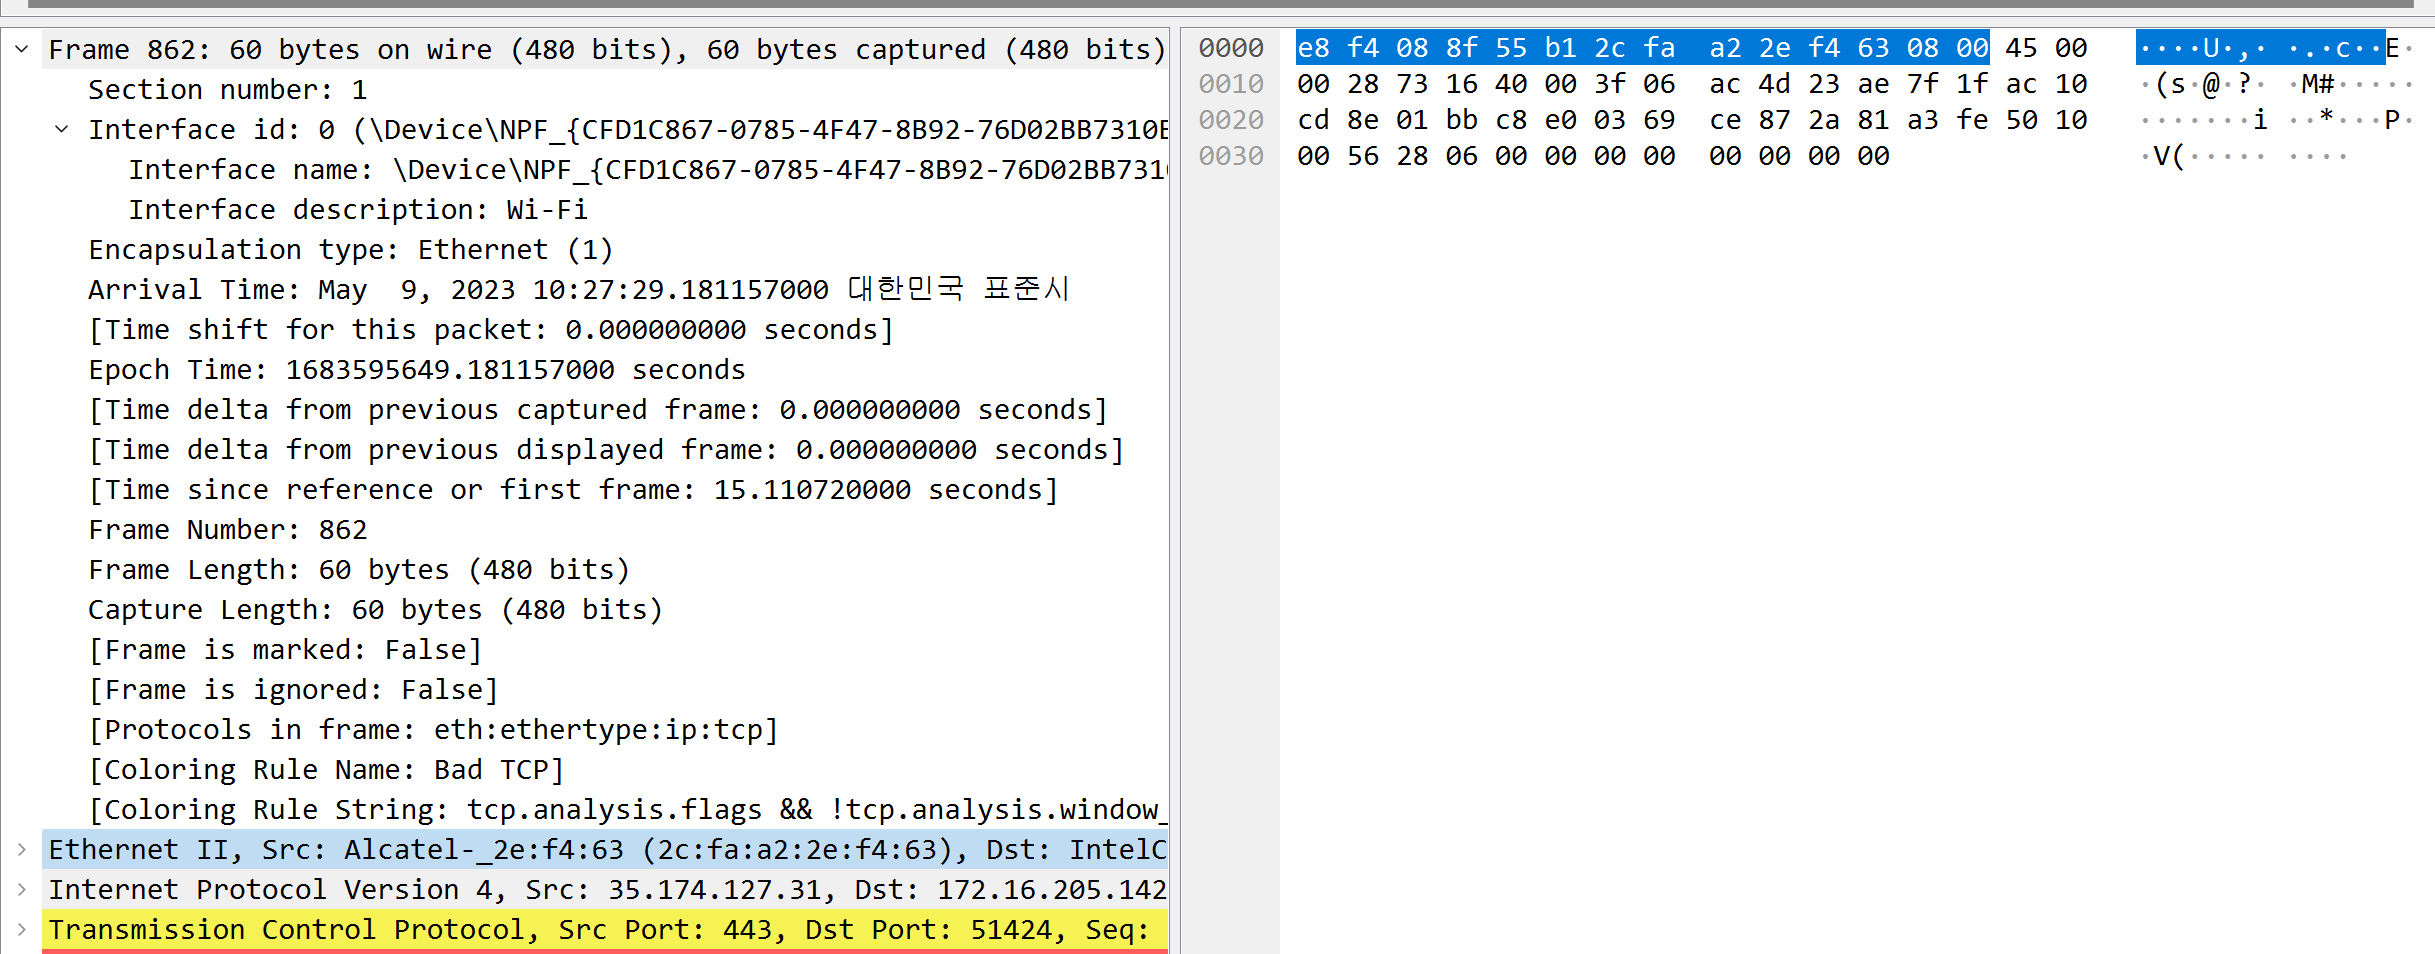 Frame 862: 60 bytes on wire (480 bits), 60 bytes captured (480 bits)
Section number: 1
Interface id: 0 (\Device\NPF_{CFD1C867-0785-4F47-8B92-76D02BB7310E
Interface name: \Device\NPF_{CFD1C867-0785-4F47-8B92-76D02BB7310
Interface description: Wi-Fi
Encapsulation type: Ethernet (1)
Arrival Time: May  9, 2023 10:27:29.181157000 대한민국 표준시
[Time shift for this packet: 0.000000000 seconds]
Epoch Time: 1683595649.181157000 seconds
[Time delta from previous captured frame: 0.000000000 seconds]
[Time delta from previous displayed frame: 0.000000000 seconds]
[Time since reference or first frame: 15.110720000 seconds]
Frame Number: 862
Frame Length: 60 bytes (480 bits)
Capture Length: 60 bytes (480 bits)
[Frame is marked: False]
[Frame is ignored: False]
[Protocols in frame: eth:ethertype:ip:tcp]
[Coloring Rule Name: Bad TCP]
[Coloring Rule String: tcp.analysis.flags && !tcp.analysis.window_
Ethernet II, Src: Alcatel-_2e:f4:63 (2c:fa:a2:2e:f4:63), Dst: IntelC
Internet Protocol Version 4, Src: 35.174.127.31, Dst: 172.16.205.142
Transmission Control Protocol, Src Port: 443, Dst Port: 51424, Seq:
0000 e8 f4 08 8f 55 b1 2c fa a2 2e f4 63 08 00 45 00 ····U·,· ·.·c··E·
0010 00 28 73 16 40 00 3f 06 ac 4d 23 ae 7f 1f ac 10 ·(s·@·?· ·M#·····
0020 cd 8e 01 bb c8 e0 03 69 ce 87 2a 81 a3 fe 50 10 ·······i ··*···P·
0030 00 56 28 06 00 00 00 00 00 00 00 00 ·V(····· ····